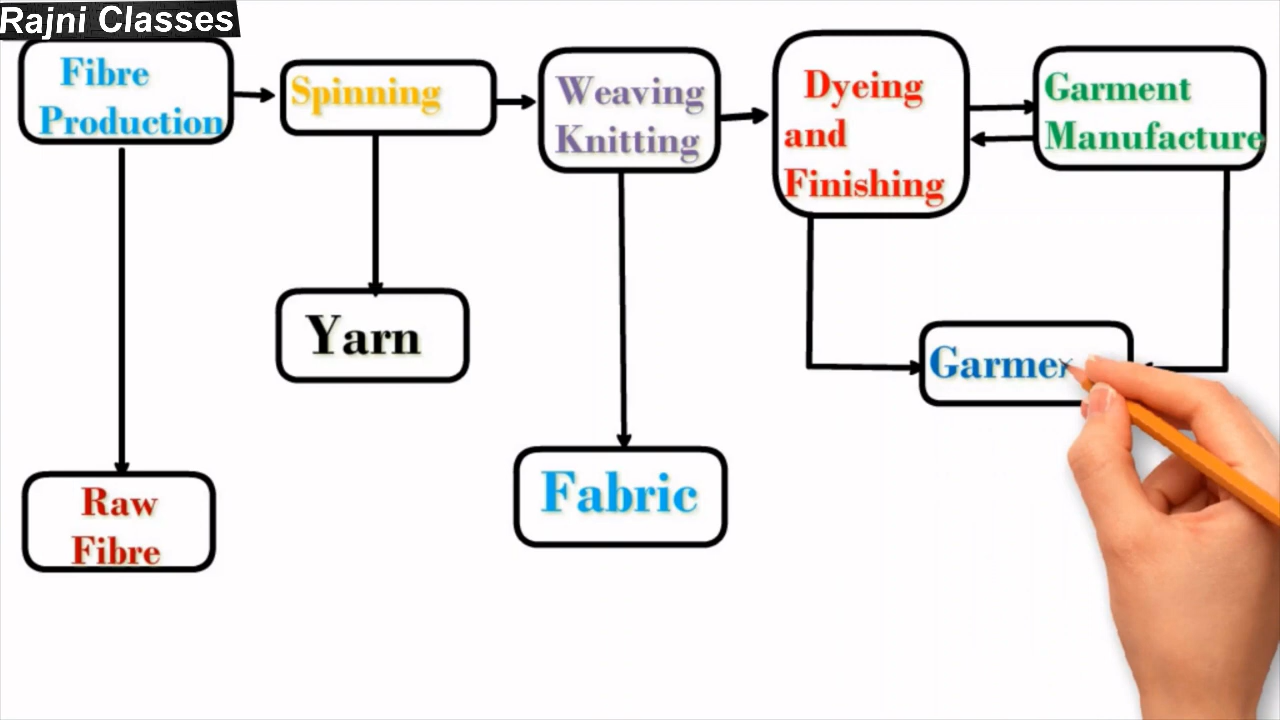 Rajni Classes
Fibre
Production
Spinning
Weaving
Knitting
Dyeing
and
Finishing
Garment
Manufacture
Yarn
Raw
Fibre
Fabric